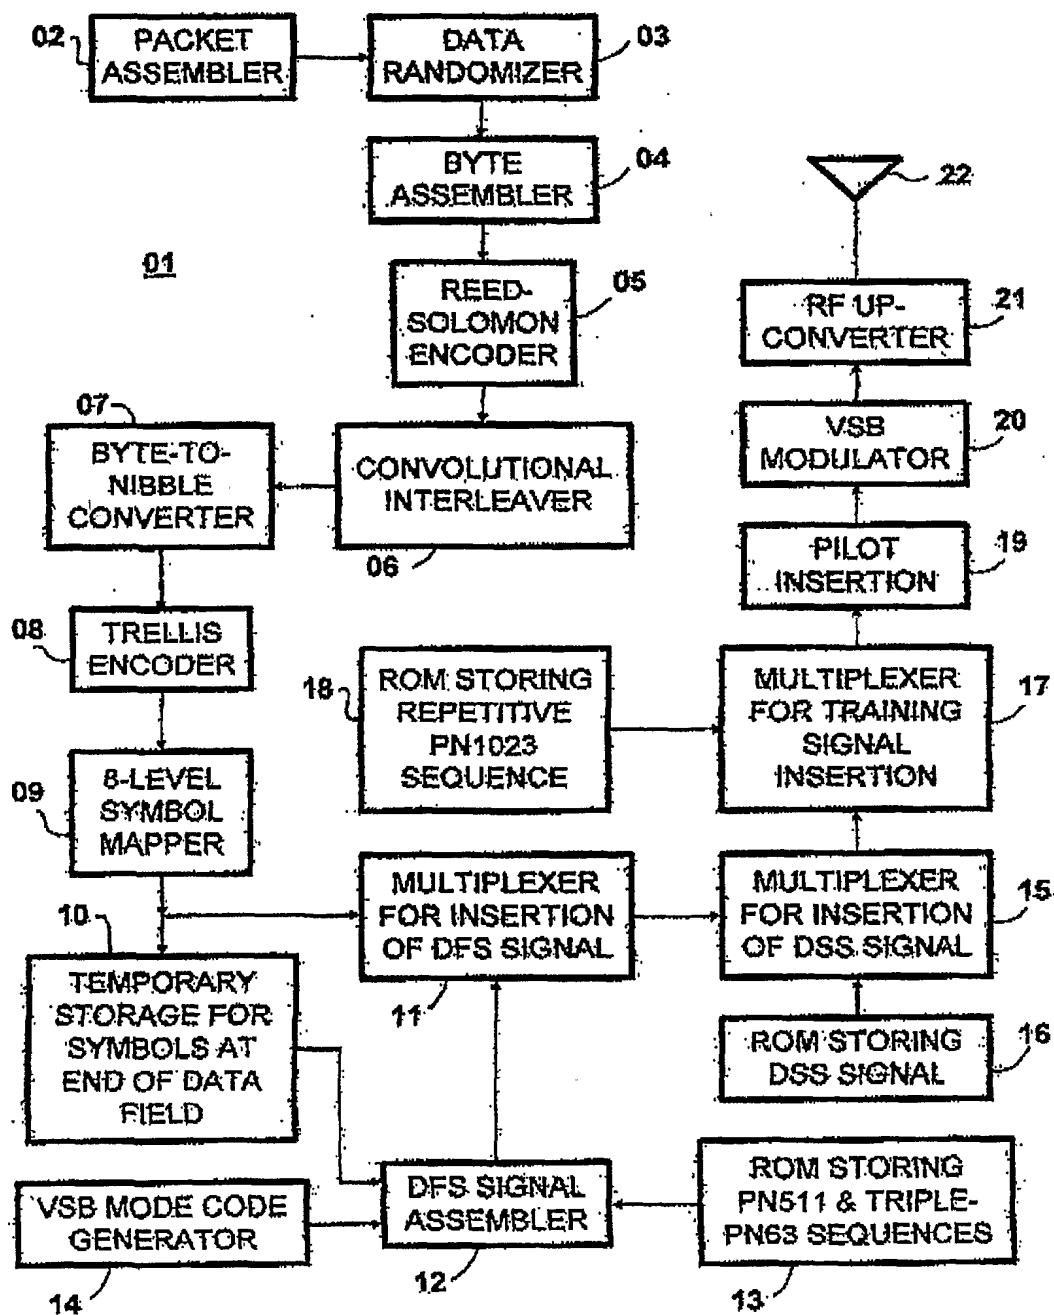 02
PACKET
ASSEMBLER
DATA
RANDOMIZER
03
BYTE
ASSEMBLER
04
22
01
REED-
SOLOMON
ENCODER
05
RF UP-
CONVERTER
21
07
BYTE-TO-
NIBBLE
CONVERTER
CONVOLUTIONAL
INTERLEAVER
06
VSB
MODULATOR
20
PILOT
INSERTION
19
08
TRELLIS
ENCODER
18
ROM STORING
REPETITIVE
PN1023
SEQUENCE
MULTIPLEXER
FOR TRAINING
SIGNAL
INSERTION
17
09
8-LEVEL
SYMBOL
MAPPER
MULTIPLEXER
FOR INSERTION
OF DFS SIGNAL
11
MULTIPLEXER
FOR INSERTION
OF DSS SIGNAL
15
10
TEMPORARY
STORAGE FOR
SYMBOLS AT
END OF DATA
FIELD
ROM STORING
DSS SIGNAL
16
VSB MODE CODE
GENERATOR
14
DFS SIGNAL
ASSEMBLER
12
ROM STORING
PN511 & TRIPLE-
PN63 SEQUENCES
13